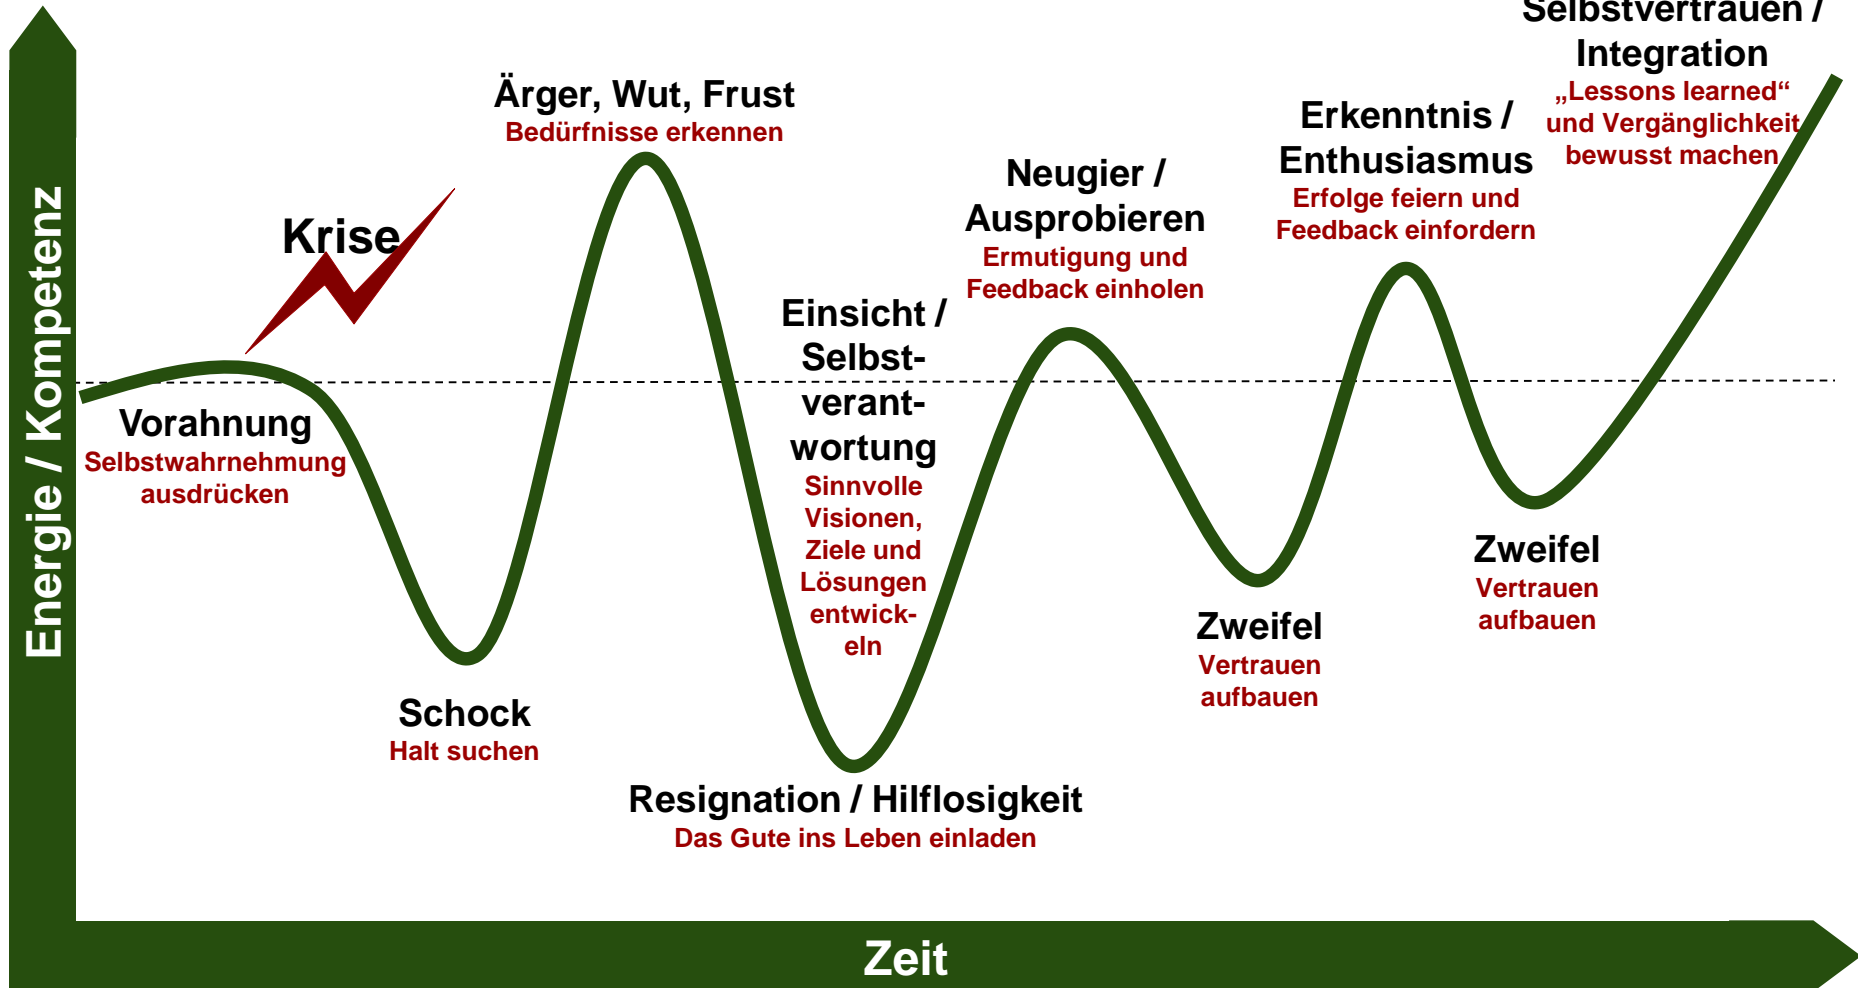 Energie / Kompetenz
Krise
Vorahnung
Selbstwahrnehmung
ausdrücken
Schock
Halt suchen
Ärger, Wut, Frust
Bedürfnisse erkennen
Resignation / Hilflosigkeit
Das Gute ins Leben einladen
Einsicht /
Selbst-
verant-
wortung
Sinnvolle
Visionen,
Ziele und
Lösungen
entwick-
eln
Neugier /
Ausprobieren
Ermutigung und
Feedback einholen
Zweifel
Vertrauen
aufbauen
Erkenntnis /
Enthusiasmus
Erfolge feiern und
Feedback einfordern
Zweifel
Vertrauen
aufbauen
Selbstvertrauen /
Integration
„Lessons learned“
und Vergänglichkeit
bewusst machen
Zeit